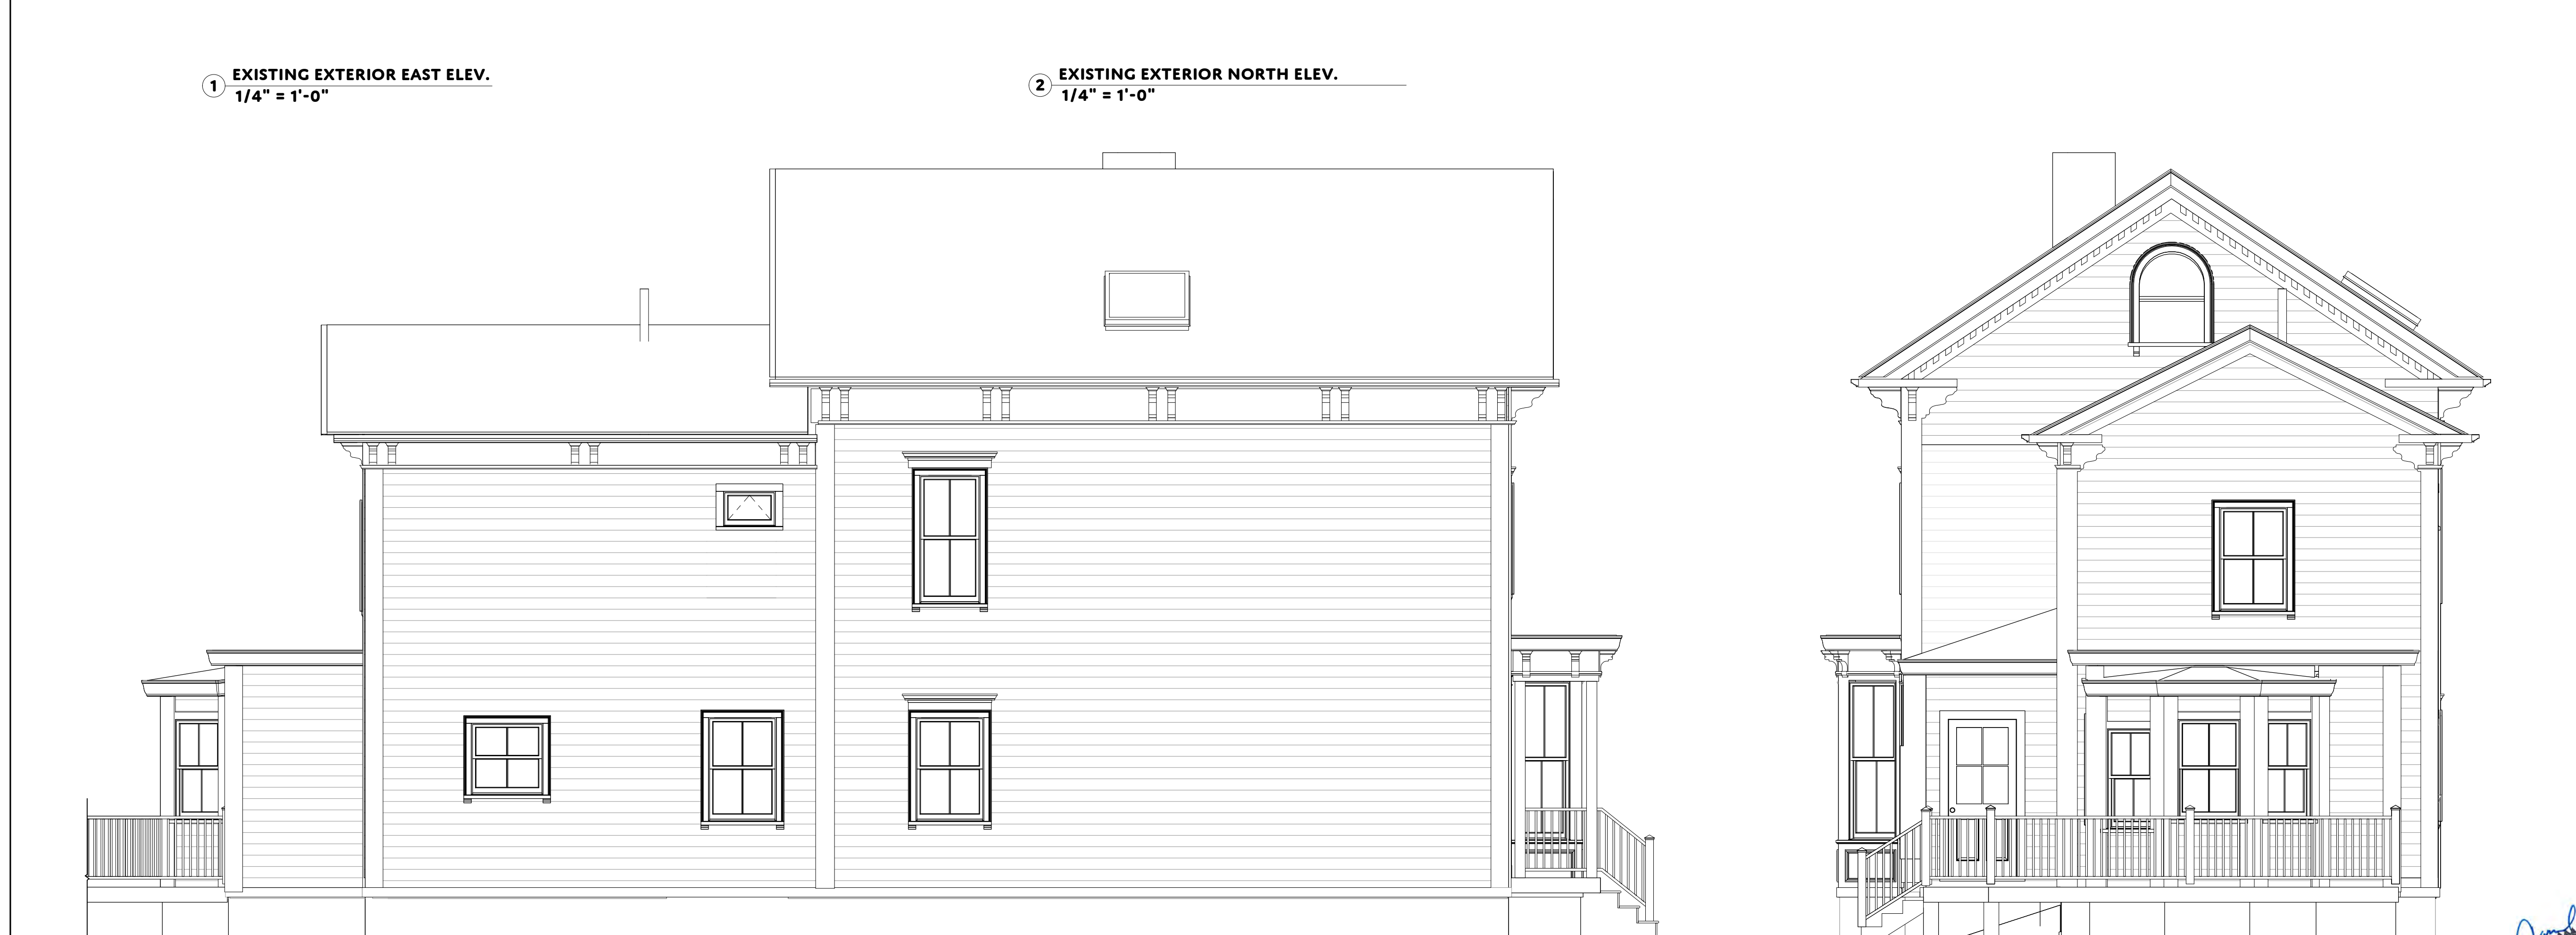 1 EXISTING EXTERIOR EAST ELEV.
1/4" = 1'-0"
2 EXISTING EXTERIOR NORTH ELEV.
1/4" = 1'-0"